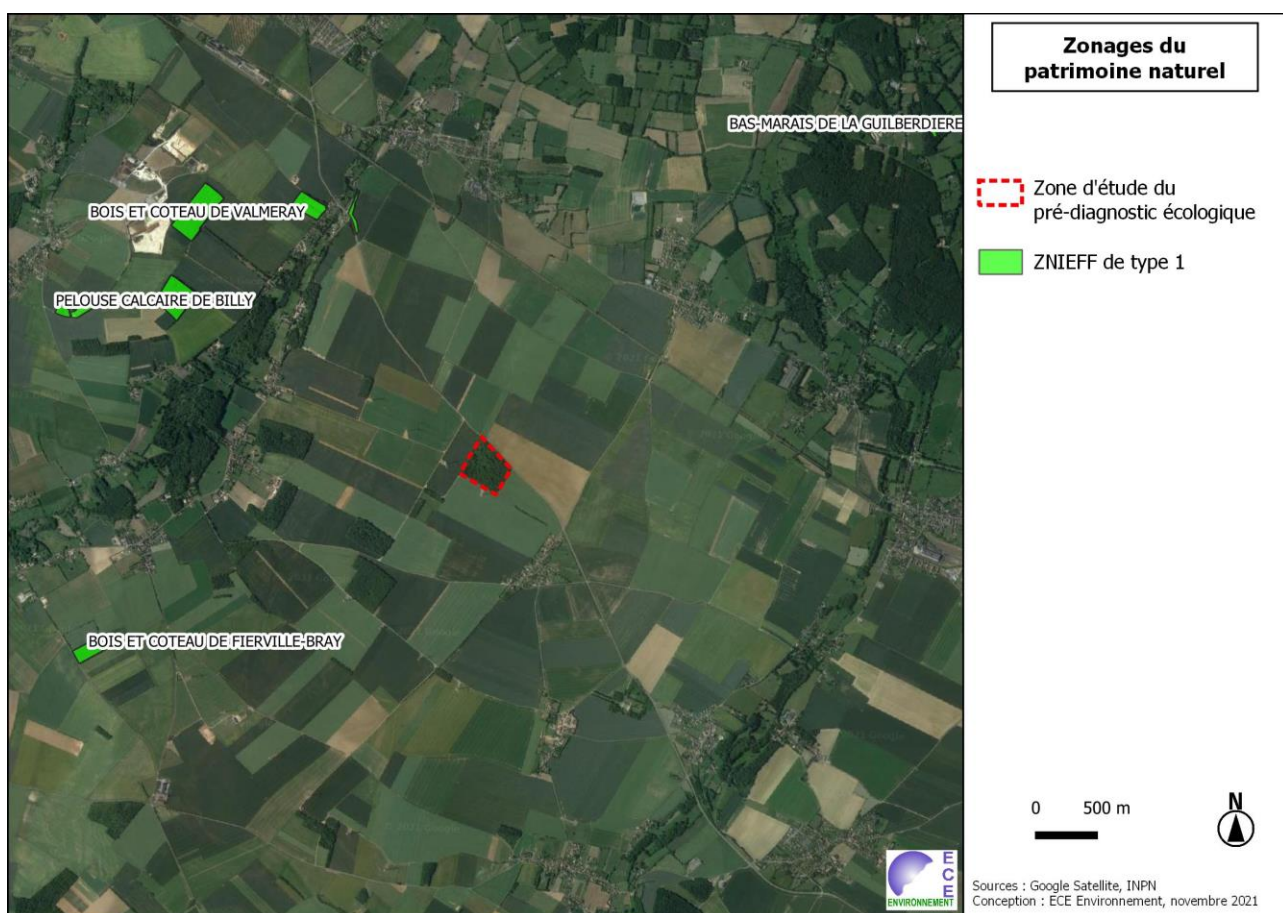 Zonages du
patrimoine naturel
BAS-MARAIS DE LA GUILBERDIERE
BOIS ET COTEAU DE VALMERAY
PELOUSE CALCAIRE DE BILLY
BOIS ET COTEAU DE FIERVILLE-BRAY
Zone d'étude du
pré-diagnostic écologique
ZNIEFF de type 1
0 500 m
N
ECE
ENVIRONNEMENT
Sources : Google Satellite, INPN
Conception : ECE Environnement, novembre 2021